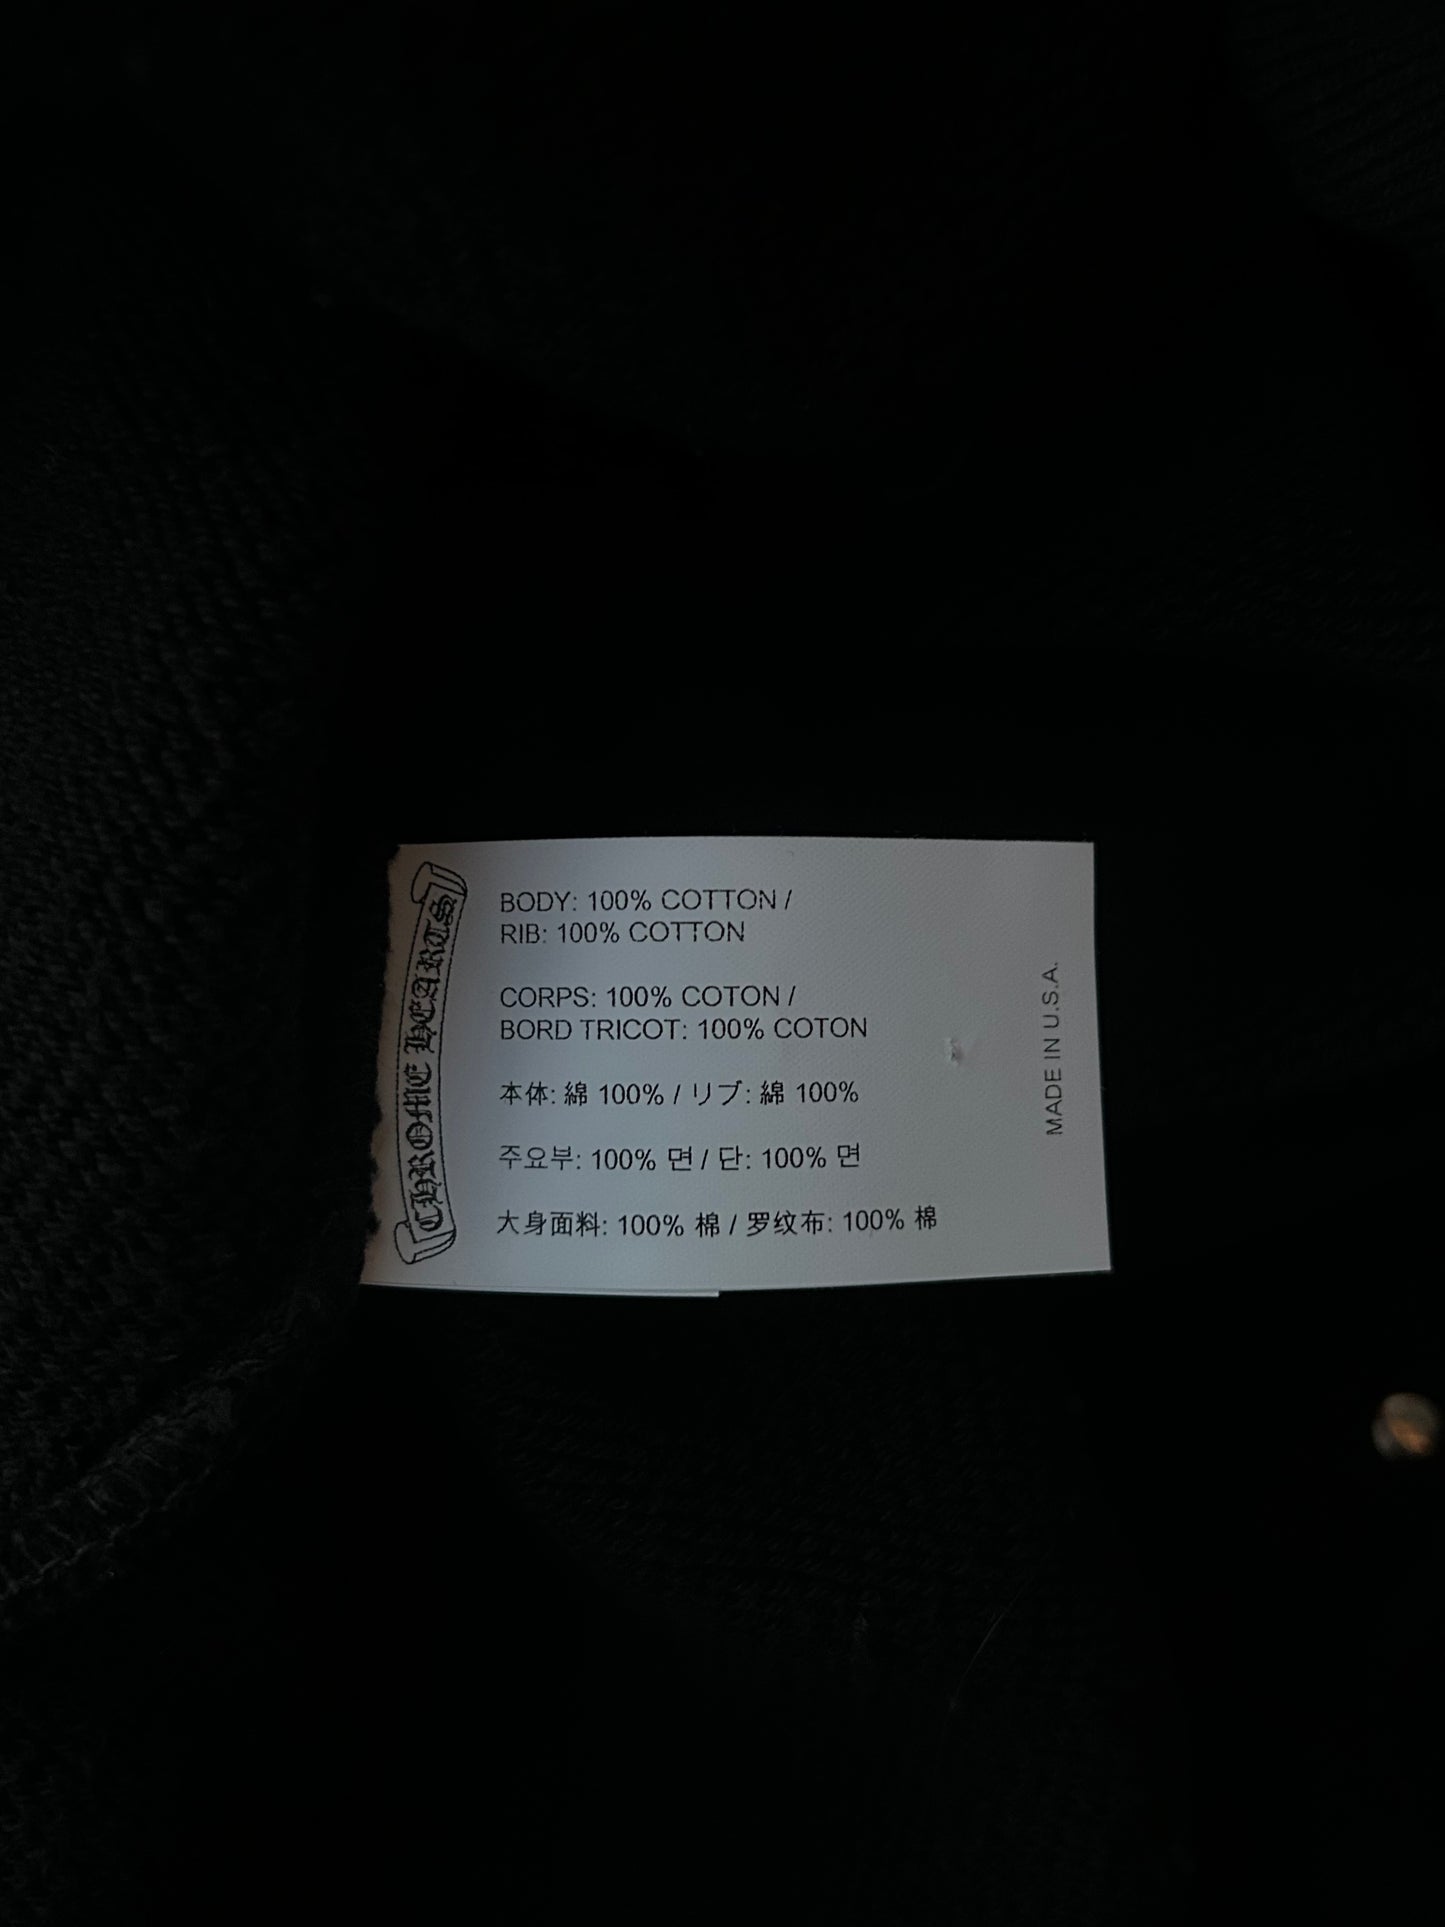 CHROME HEARTS
BODY: 100% COTTON /
RIB: 100% COTTON
CORPS: 100% COTON /
BORD TRICOT: 100% COTON
本体: 綿 100% / リブ: 綿 100%
주요부: 100% 면 / 단: 100% 면
大身面料: 100% 棉 / 罗纹布: 100% 棉
MADE IN U.S.A.